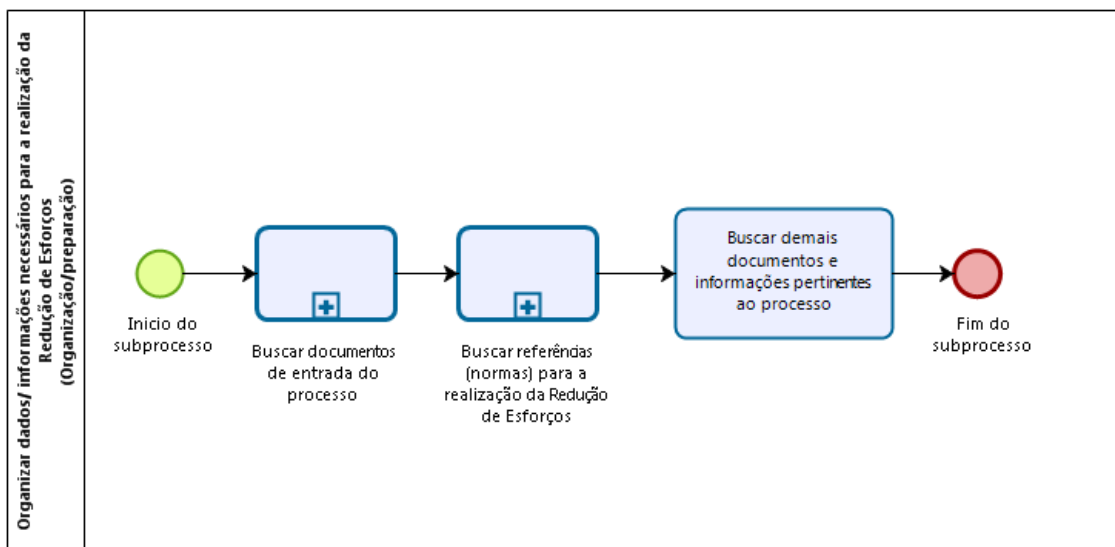 Organizar dados/ informações necessários para a realização da
Redução de Esforços
(Organização/preparação)
Inicio do
subprocesso
Buscar documentos
de entrada do
processo
Buscar referências
(normas) para a
realização da Redução
de Esforços
Buscar demais
documentos e
informações pertinentes
ao processo
Fim do
subprocesso